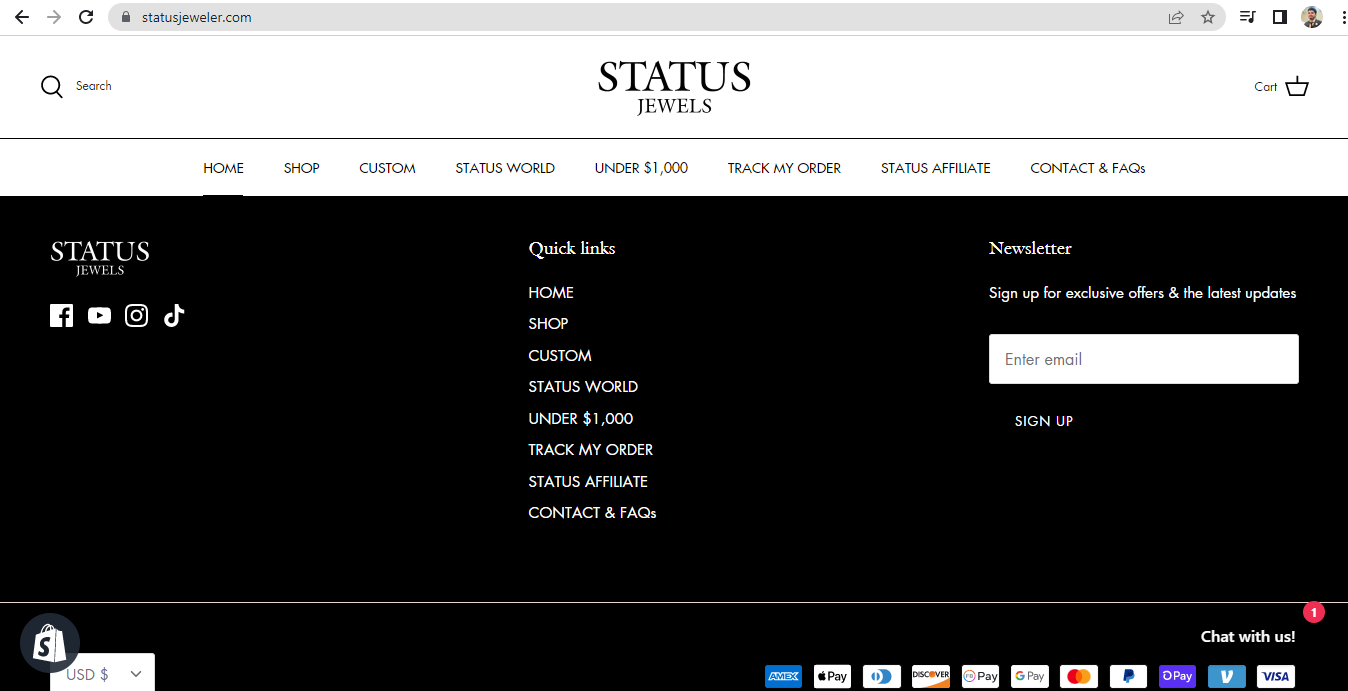 statusjeweler.com
Search
STATUS
JEWELS
Cart
HOME SHOP CUSTOM STATUS WORLD UNDER $1,000 TRACK MY ORDER STATUS AFFILIATE CONTACT & FAQs
STATUS
JEWELS
Quick links
HOME
SHOP
CUSTOM
STATUS WORLD
UNDER $1,000
TRACK MY ORDER
STATUS AFFILIATE
CONTACT & FAQs
Newsletter
Sign up for exclusive offers & the latest updates
Enter email
SIGN UP
1
Chat with us!
S
USD $
AMEX Pay DISCOVER Pay G Pay P O Pay V VISA